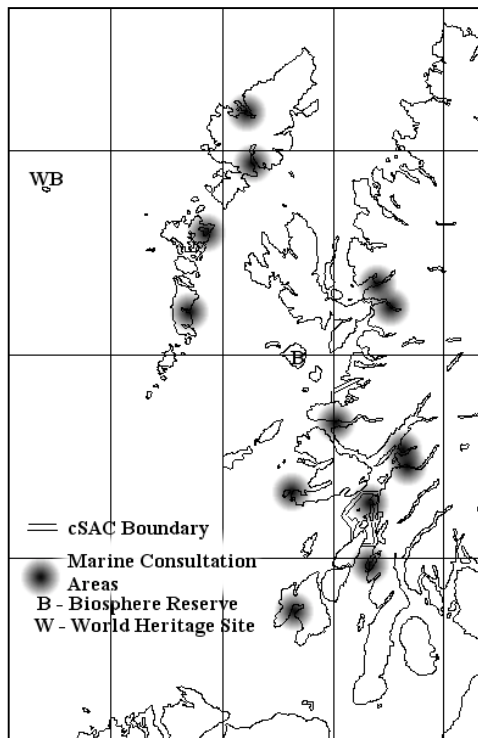 WB
B
cSAC Boundary
Marine Consultation
Areas
B - Biosphere Reserve
W - World Heritage Site